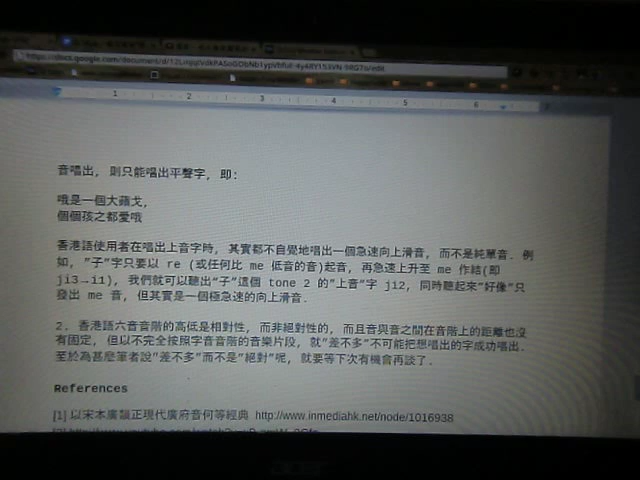 1 2 3 4 5 6
音唱出, 則只能唱出平聲字, 即:
哦是一個大蘋戈,
個個孩之都愛哦
香港語使用者在唱出上音字時, 其實都不自覺地唱出一個急速向上滑音, 而不是純單音. 例
如, "子"字只要以 re (或任何比 me 低音的音)起音, 再急速上升至 me 作結(即
ji3→i1), 我們就可以聽出"子"這個 tone 2 的"上音"字 ji2, 同時聽起來"好像"只
發出 me 音, 但其實是一個極急速的向上滑音.
2. 香港語六音音階的高低是相對性, 而非絕對性的, 而且音與音之間在音階上的距離也沒
有固定, 但以不完全按照字音音階的音樂片段, 就"差不多"不可能把想唱出的字成功唱出.
至於為甚麼筆者說"差不多"而不是"絕對"呢, 就要等下次有機會再談了.
References
[1] 以宋本廣韻正現代廣府音何等經典 http://www.inmediahk.net/node/1016938